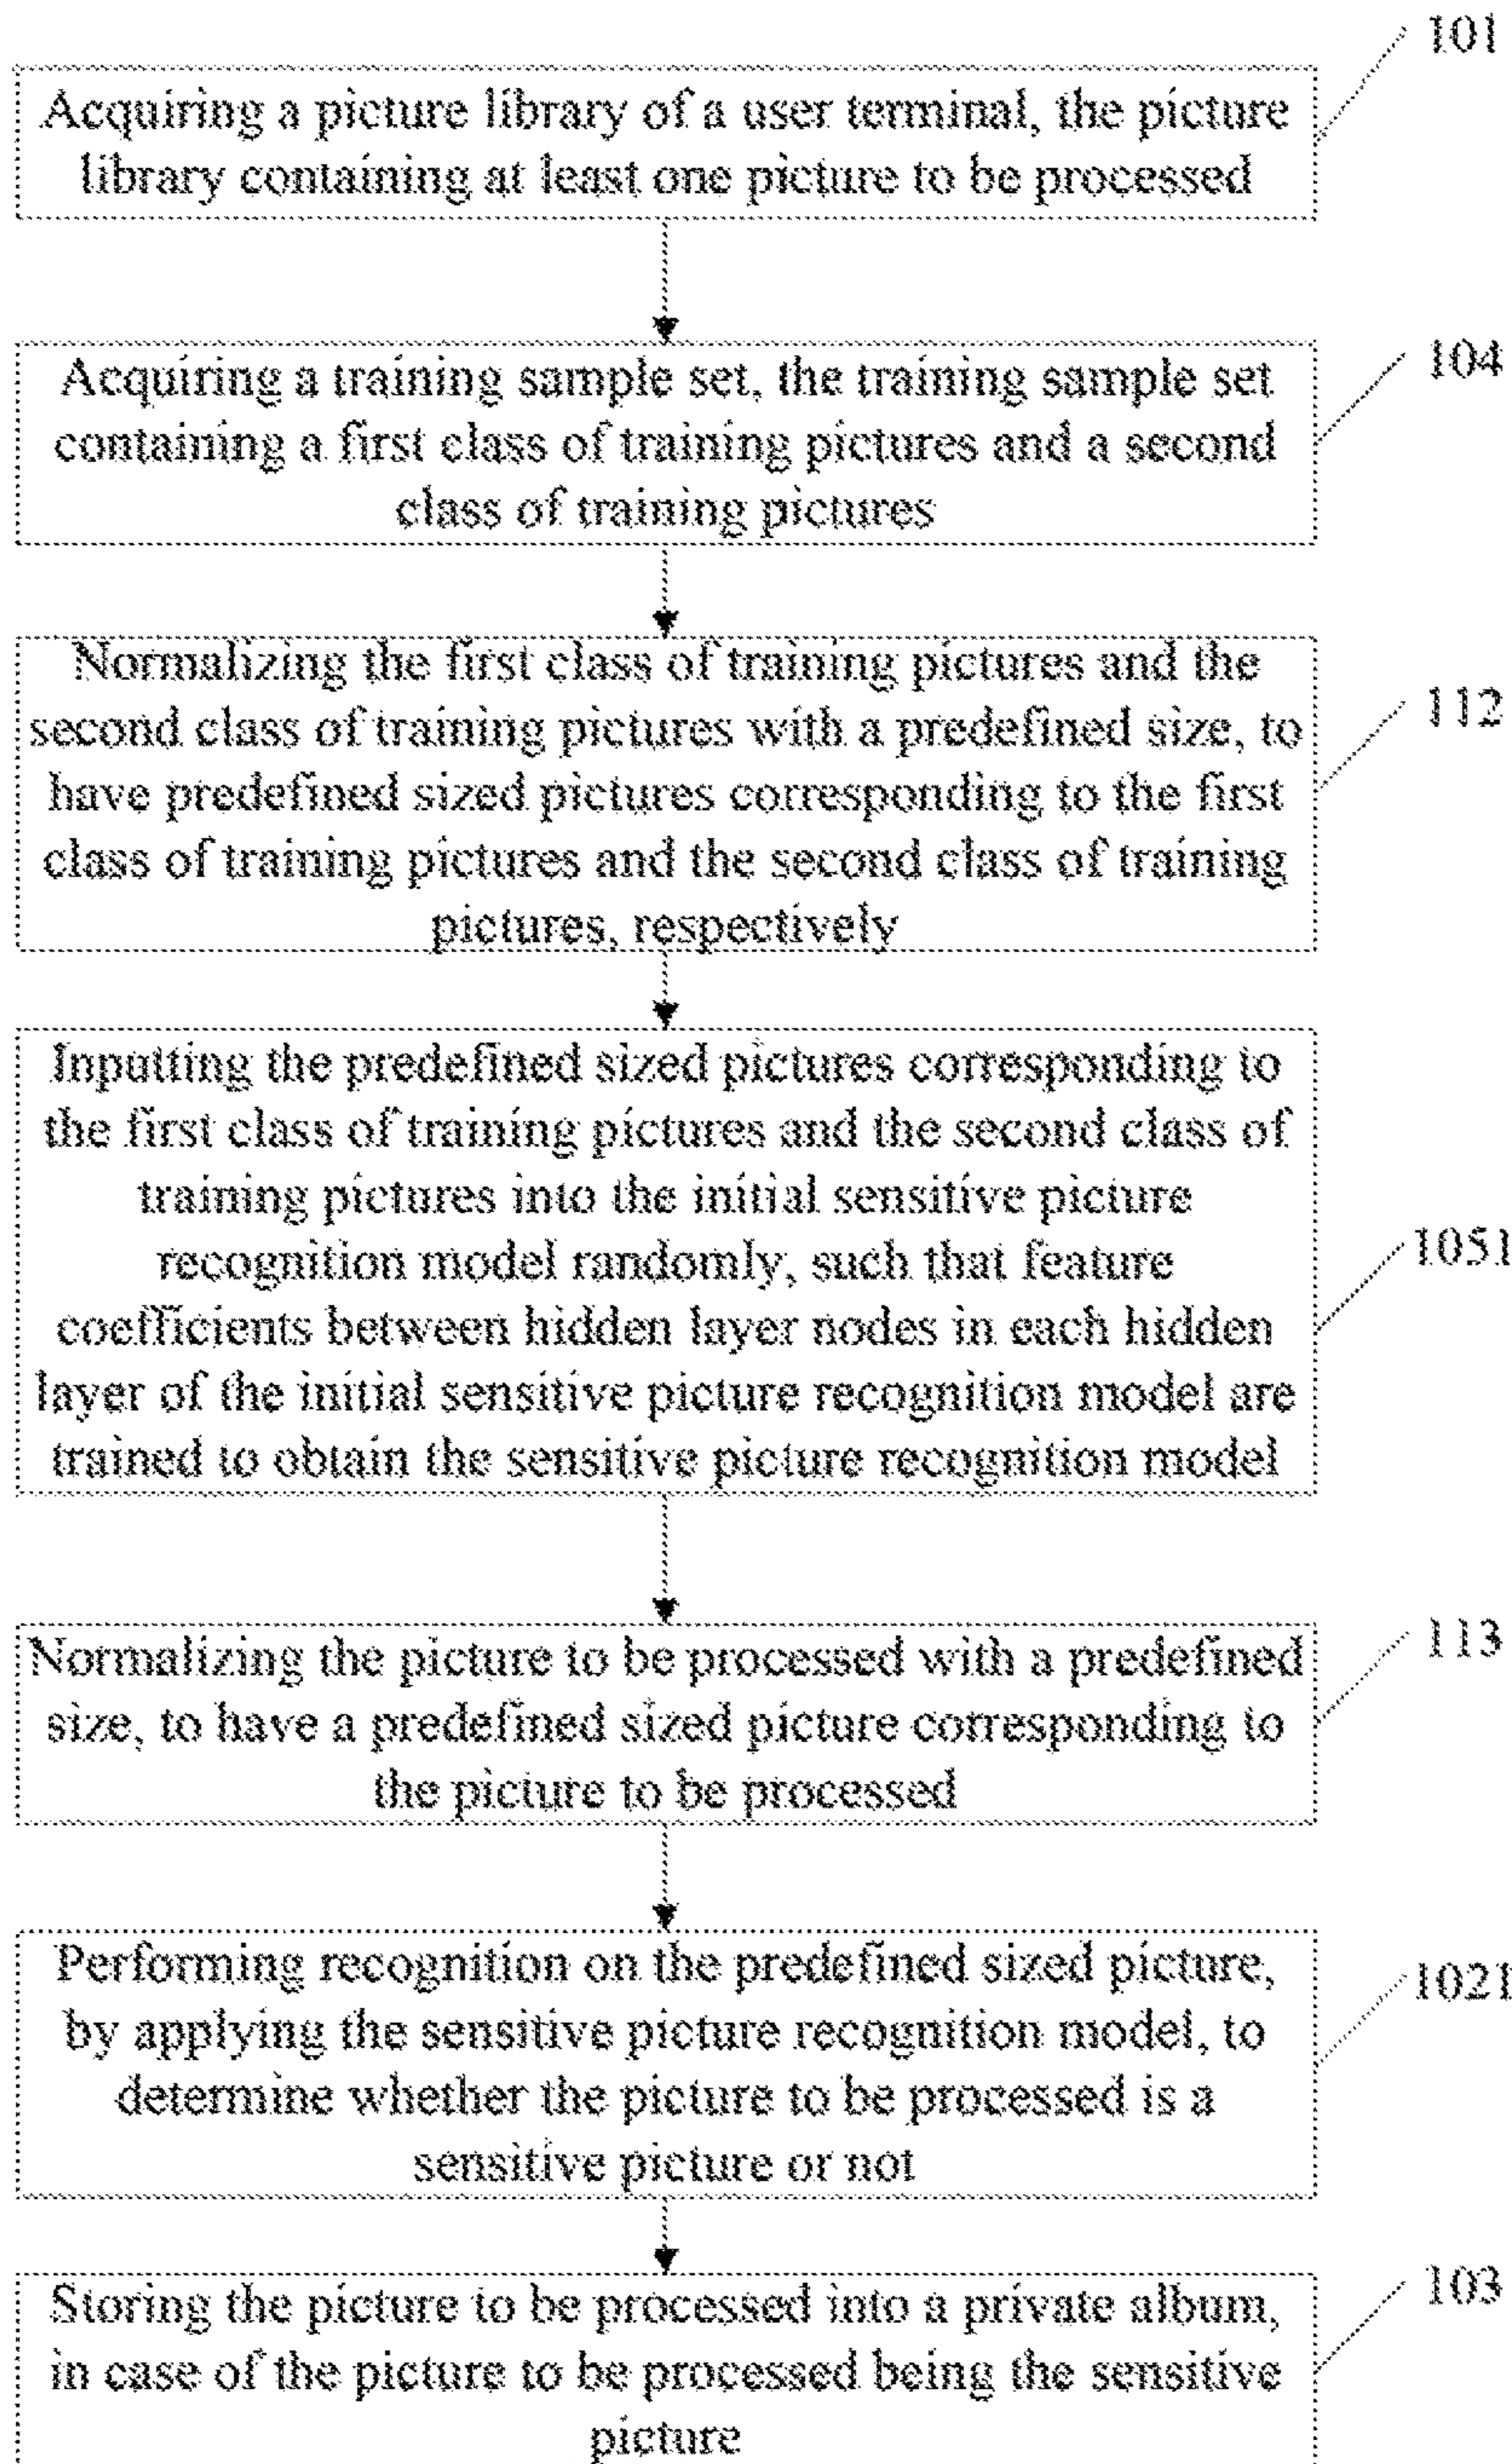 101
Acquiring a picture library of a user terminal, the picture
library containing at least one picture to be processed
104
Acquiring a training sample set, the training sample set
containing a first class of training pictures and a second
class of training pictures
112
Normalizing the first class of training pictures and the
second class of training pictures with a predefined size, to
have predefined sized pictures corresponding to the first
class of training pictures and the second class of training
pictures, respectively
1051
Inputting the predefined sized pictures corresponding to
the first class of training pictures and the second class of
training pictures into the initial sensitive picture
recognition model randomly, such that feature
coefficients between hidden layer nodes in each hidden
layer of the initial sensitive picture recognition model are
trained to obtain the sensitive picture recognition model
113
Normalizing the picture to be processed with a predefined
size, to have a predefined sized picture corresponding to
the picture to be processed
1021
Performing recognition on the predefined sized picture,
by applying the sensitive picture recognition model, to
determine whether the picture to be processed is a
sensitive picture or not
103
Storing the picture to be processed into a private album,
in case of the picture to be processed being the sensitive
picture